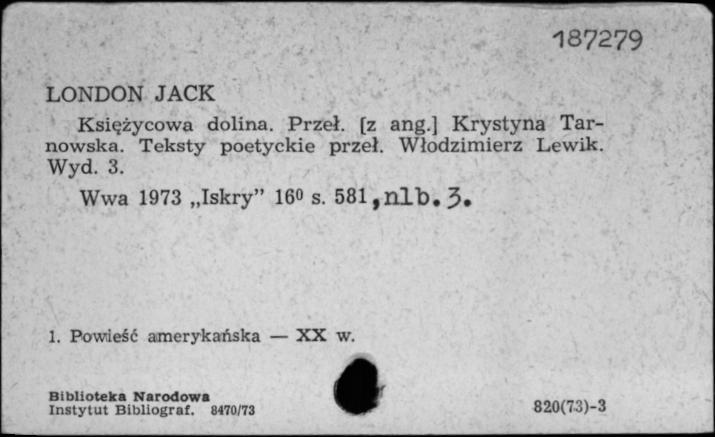 187279
LONDON JACK
Księżycowa dolina. Przeł. [z ang.] Krystyna Tar-
nowska. Teksty poetyckie przeł. Włodzimierz Lewik.
Wyd. 3.
Wwa 1973 „Iskry” 16⁰ s. 581, nlb. 3.
1. Powieść amerykańska — XX w.
Biblioteka Narodowa
Instytut Bibliograf. 8470/73
820(73)-3